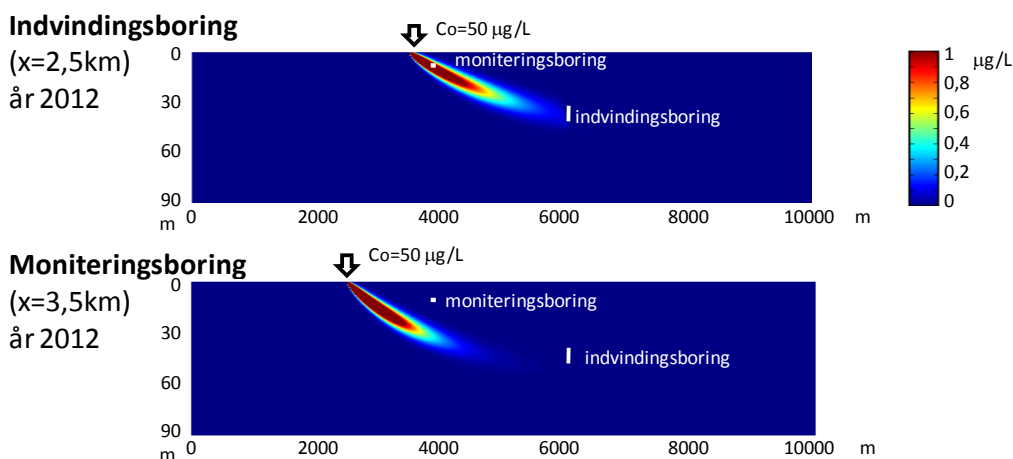 Indvindingsboring
(x=2,5km)
år 2012
Co=50 μg/L
moniteringsboring
indvindingsboring
0
30
60
90
m
0 2000 4000 6000 8000 10000 m
1
0,8
0,6
0,4
0,2
0
μg/L
Moniteringsboring
(x=3,5km)
år 2012
Co=50 μg/L
moniteringsboring
indvindingsboring
0
30
60
90
m
0 2000 4000 6000 8000 10000 m